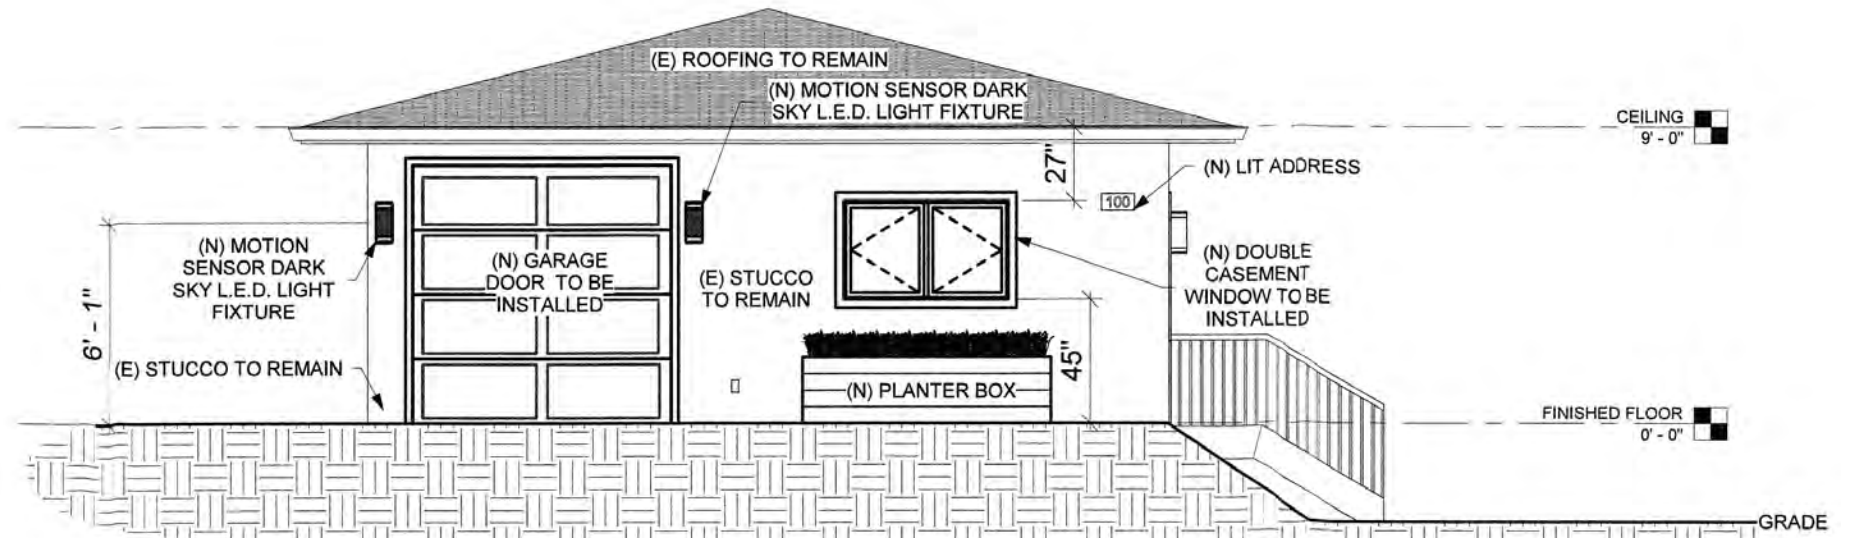 (E) ROOFING TO REMAIN
(N) MOTION SENSOR DARK
SKY L.E.D. LIGHT FIXTURE
CEILING
9' - 0"
27"
(N) LIT ADDRESS
100
(N) MOTION
SENSOR DARK
SKY L.E.D. LIGHT
FIXTURE
(N) GARAGE
DOOR TO BE
INSTALLED
(E) STUCCO
TO REMAIN
(N) DOUBLE
CASEMENT
WINDOW TO BE
INSTALLED
6' - 1"
45"
(E) STUCCO TO REMAIN
(N) PLANTER BOX
FINISHED FLOOR
0' - 0"
GRADE